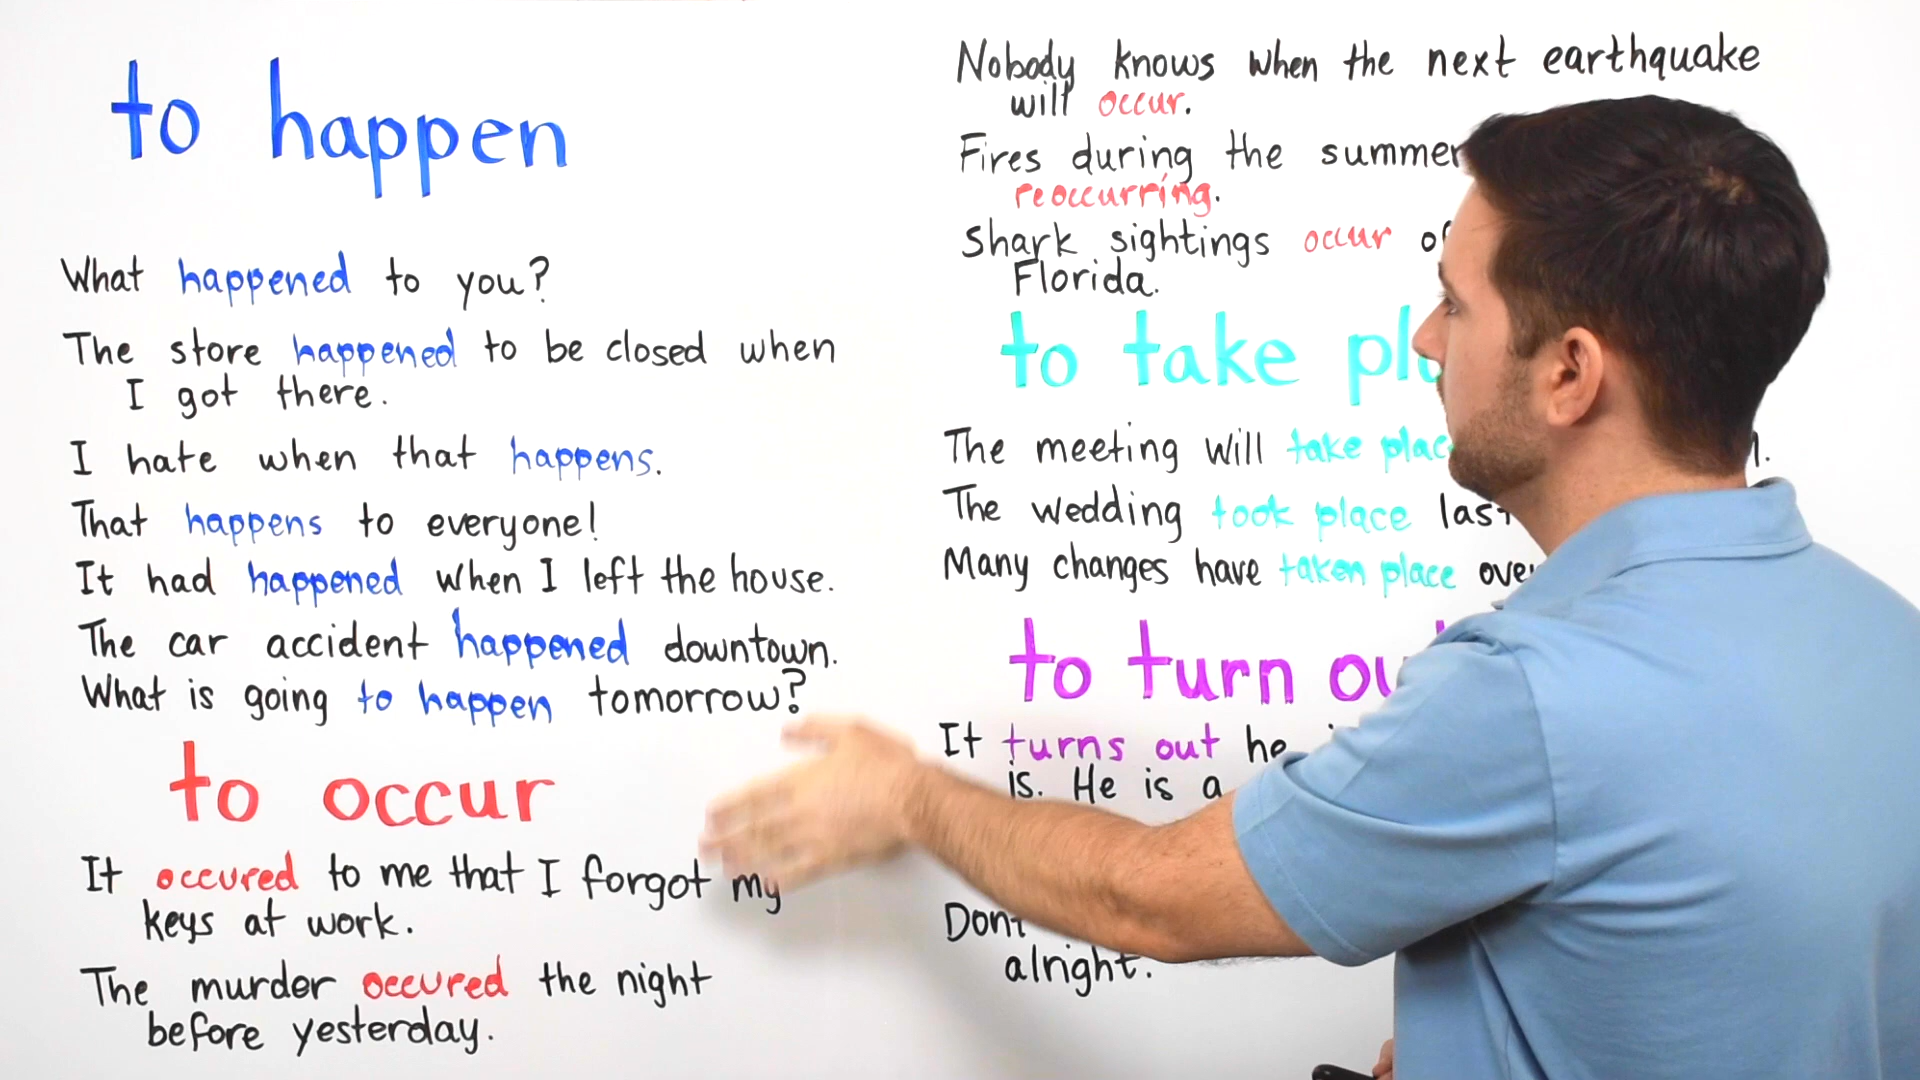 to happen
What happened to you?
The store happened to be closed when
I got there.
I hate when that happens.
That happens to everyone!
It had happened when I left the house.
The car accident happened downtown.
What is going to happen tomorrow?
to occur
It occured to me that I forgot my
keys at work.
The murder occured the night
before yesterday.
Nobody knows when the next earthquake
will occur.
Fires during the summer
reoccurring.
Shark sightings occur
Florida.
to take
The meeting will take
The wedding took place
Many changes have taken place
to turn
It turns out he
is. He is a
alright.